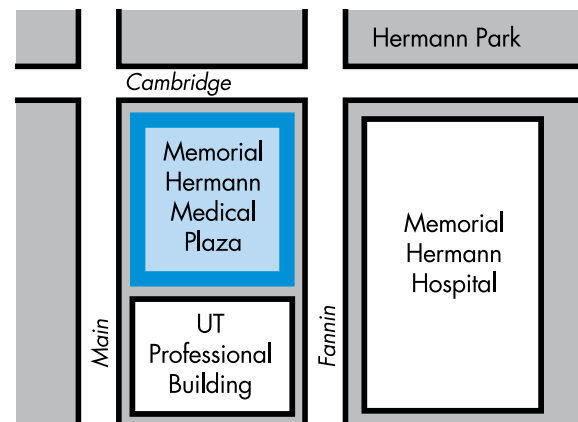 Hermann Park
Cambridge
Memorial
Hermann
Medical
Plaza
Memorial
Hermann
Hospital
UT
Professional
Building
Main
Fannin